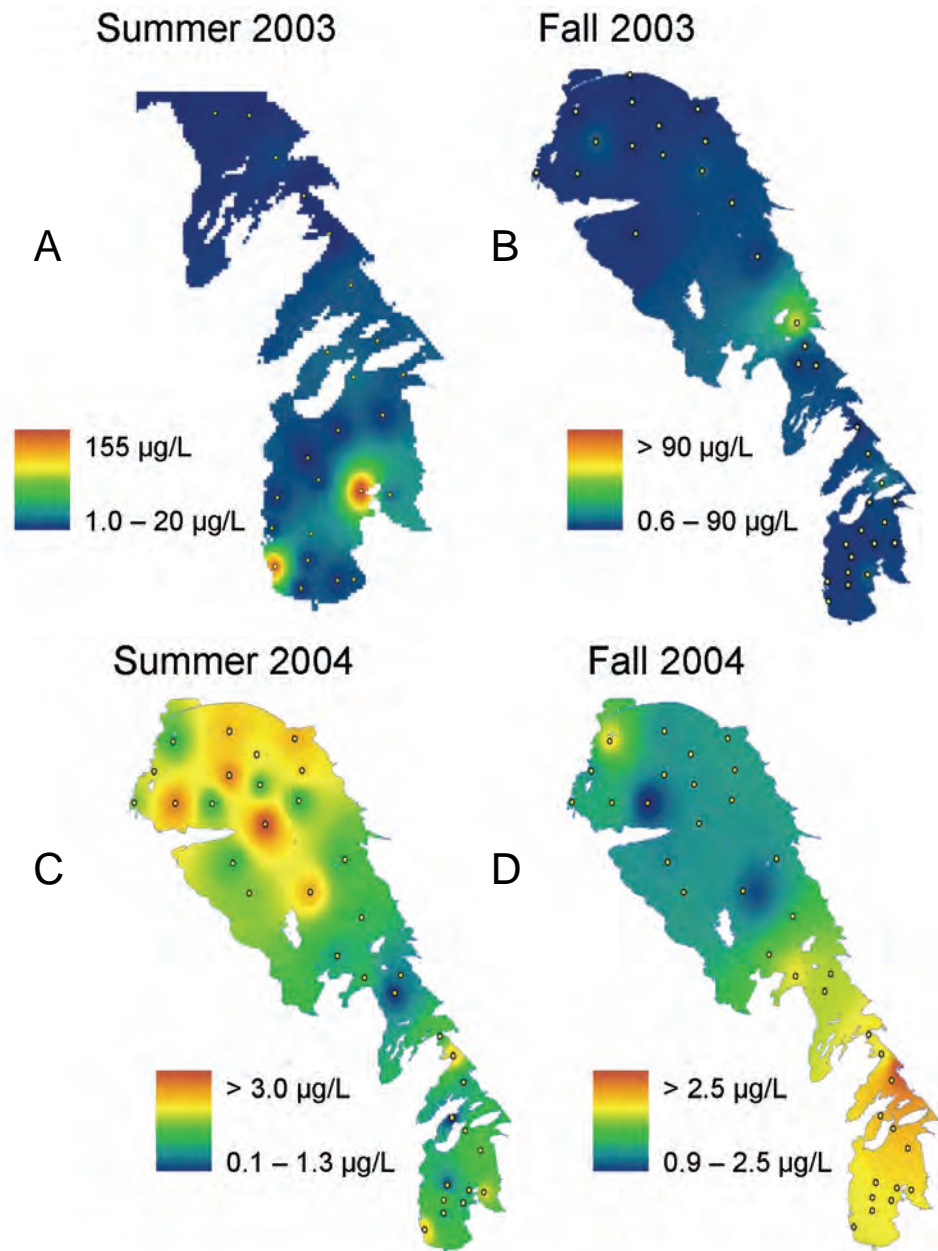 Summer 2003
Fall 2003
A
B
155 µg/L
1.0 – 20 µg/L
> 90 µg/L
0.6 – 90 µg/L
Summer 2004
Fall 2004
C
D
> 3.0 µg/L
0.1 – 1.3 µg/L
> 2.5 µg/L
0.9 – 2.5 µg/L